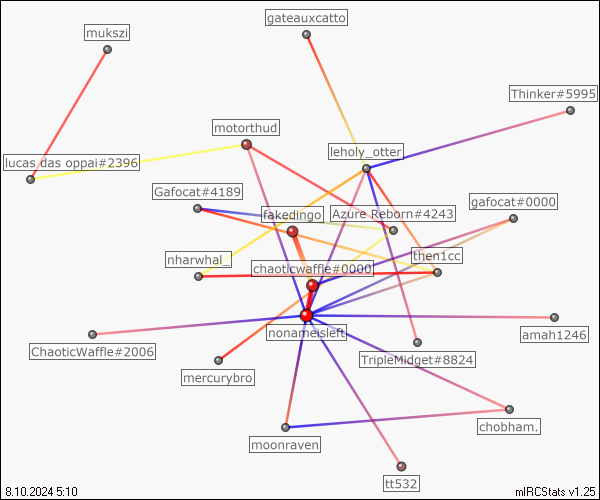 gateauxcatto
mukszi
Thinker#5995
motorthud
leholy_otter
lucas das oppai#2396
Gafocat#4189
gafocat#0000
fakedingo
Azure Reborn#4243
nharwhal_
then1cc
chaoticwaffle#0000
nonameisleft
amah1246
ChaoticWaffle#2006
TripleMidget#8824
mercurybro
chobham.
moonraven
tt532
8.10.2024 5:10
mIRCStats v1.25